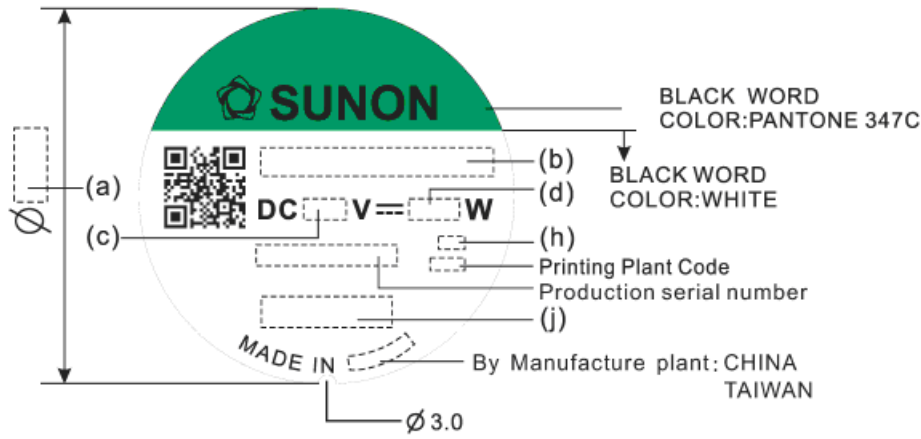 SUNON
BLACK WORD
COLOR:PANTONE 347C
(b)
BLACK WORD
COLOR:WHITE
(a)
Ø
(d)
DC V⎓ W
(c)
(h)
Printing Plant Code
Production serial number
(j)
MADE IN
By Manufacture plant: CHINA
TAIWAN
Ø 3.0